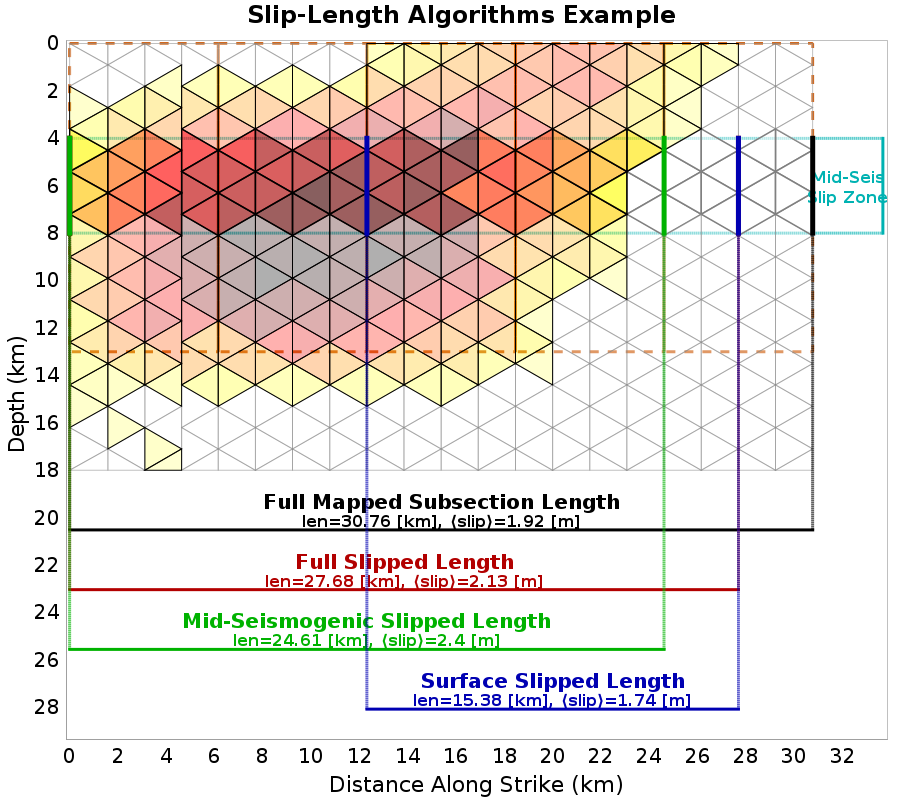 Slip-Length Algorithms Example
0
2
4
6
8
10
12
14
16
18
20
22
24
26
28
Depth (km)
Mid-Seis
Slip Zone
Full Mapped Subsection Length
len=30.76 [km], ⟨slip⟩=1.92 [m]
Full Slipped Length
len=27.68 [km], ⟨slip⟩=2.13 [m]
Mid-Seismogenic Slipped Length
len=24.61 [km], ⟨slip⟩=2.4 [m]
Surface Slipped Length
len=15.38 [km], ⟨slip⟩=1.74 [m]
0 2 4 6 8 10 12 14 16 18 20 22 24 26 28 30 32
Distance Along Strike (km)